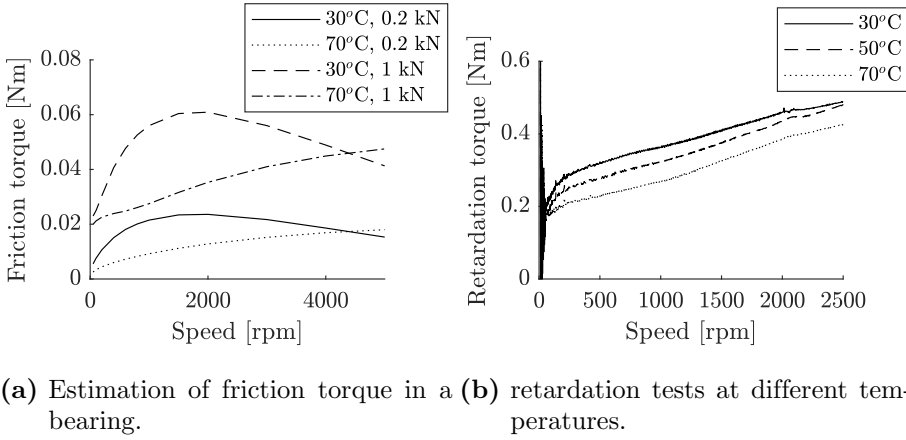 30°C, 0.2 kN
70°C, 0.2 kN
30°C, 1 kN
70°C, 1 kN
Friction torque [Nm]
0.08
0.06
0.04
0.02
0
0
2000
4000
Speed [rpm]
30°C
50°C
70°C
Retardation torque [Nm]
0.6
0.4
0.2
0
0
500
1000
1500
2000
2500
Speed [rpm]
(a) Estimation of friction torque in a
bearing.
(b) retardation tests at different tem-
peratures.